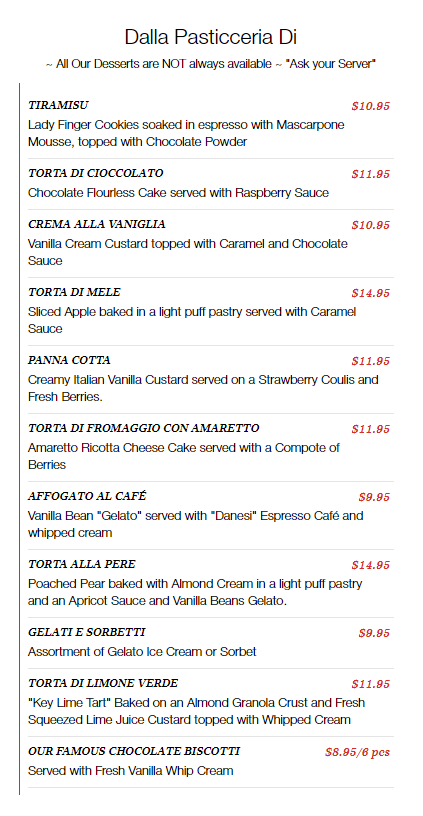 Dalla Pasticceria Di
~ All Our Desserts are NOT always available ~ "Ask your Server"
TIRAMISU $10.95
Lady Finger Cookies soaked in espresso with Mascarpone
Mousse, topped with Chocolate Powder
TORTA DI CIOCCOLATO $11.95
Chocolate Flourless Cake served with Raspberry Sauce
CREMA ALLA VANIGLIA $10.95
Vanilla Cream Custard topped with Caramel and Chocolate
Sauce
TORTA DI MELE $14.95
Sliced Apple baked in a light puff pastry served with Caramel
Sauce
PANNA COTTA $11.95
Creamy Italian Vanilla Custard served on a Strawberry Coulis and
Fresh Berries.
TORTA DI FROMAGGIO CON AMARETTO $11.95
Amaretto Ricotta Cheese Cake served with a Compote of
Berries
AFFOGATO AL CAFÉ $9.95
Vanilla Bean "Gelato" served with "Danesi" Espresso Café and
whipped cream
TORTA ALLA PERE $14.95
Poached Pear baked with Almond Cream in a light puff pastry
and an Apricot Sauce and Vanilla Beans Gelato.
GELATI E SORBETTI $9.95
Assortment of Gelato Ice Cream or Sorbet
TORTA DI LIMONE VERDE $11.95
"Key Lime Tart" Baked on an Almond Granola Crust and Fresh
Squeezed Lime Juice Custard topped with Whipped Cream
OUR FAMOUS CHOCOLATE BISCOTTI $8.95/6 pcs
Served with Fresh Vanilla Whip Cream